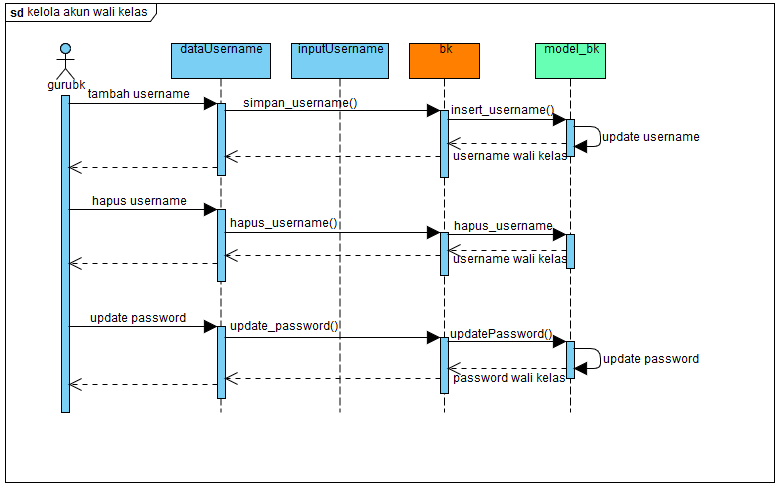 sd kelola akun wali kelas
dataUsername
inputUsername
bk
model_bk
gurubk
tambah username
simpan_username()
insert_username()
update username
username wali kelas
hapus username
hapus_username()
hapus_username
username wali kelas
update password
update_password()
updatePassword()
update password
password wali kelas